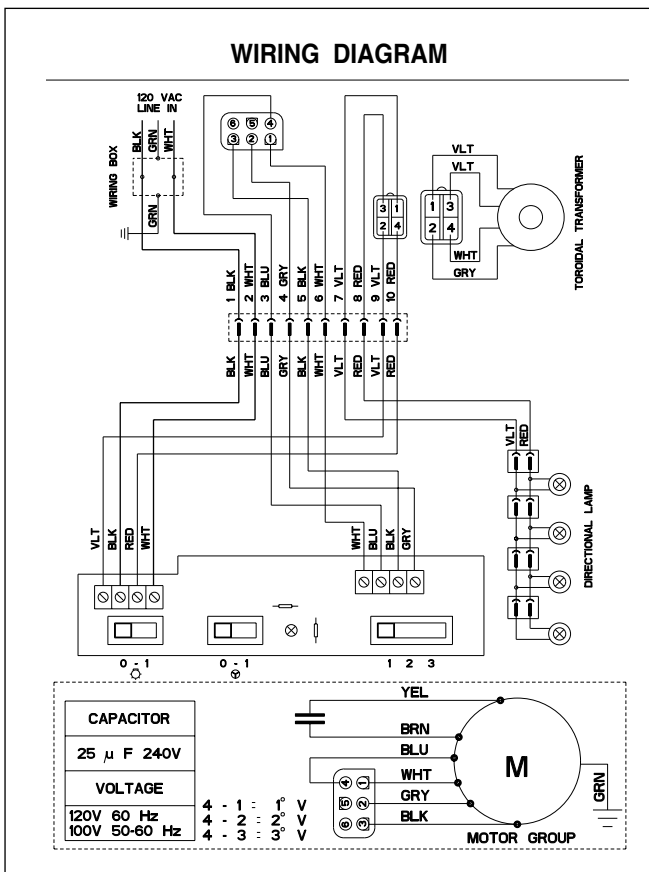 WIRING DIAGRAM
120 VAC
LINE IN
BLK
GRN
WHT
WIRING BOX
GRN
6 5 4
3 2 1
3 1
2 4
1 3
2 4
VLT
VLT
WHT
GRY
TOROIDAL TRANSFORMER
1 BLK
2 WHT
3 BLU
4 GRY
5 BLK
6 WHT
7 VLT
8 RED
9 VLT
10 RED
BLK
WHT
BLU
GRY
BLK
WHT
VLT
RED
VLT
RED
VLT
RED
DIRECTIONAL LAMP
VLT
BLK
RED
WHT
WHT
BLU
BLK
GRY
0 - 1
0 - 1
1 2 3
CAPACITOR
25 µ F 240V
VOLTAGE
120V 60 Hz
100V 50-60 Hz
4 - 1 = 1° V
4 - 2 = 2° V
4 - 3 = 3° V
YEL
BRN
BLU
WHT
GRY
BLK
4 1
5 2
6 3
M
GRN
MOTOR GROUP